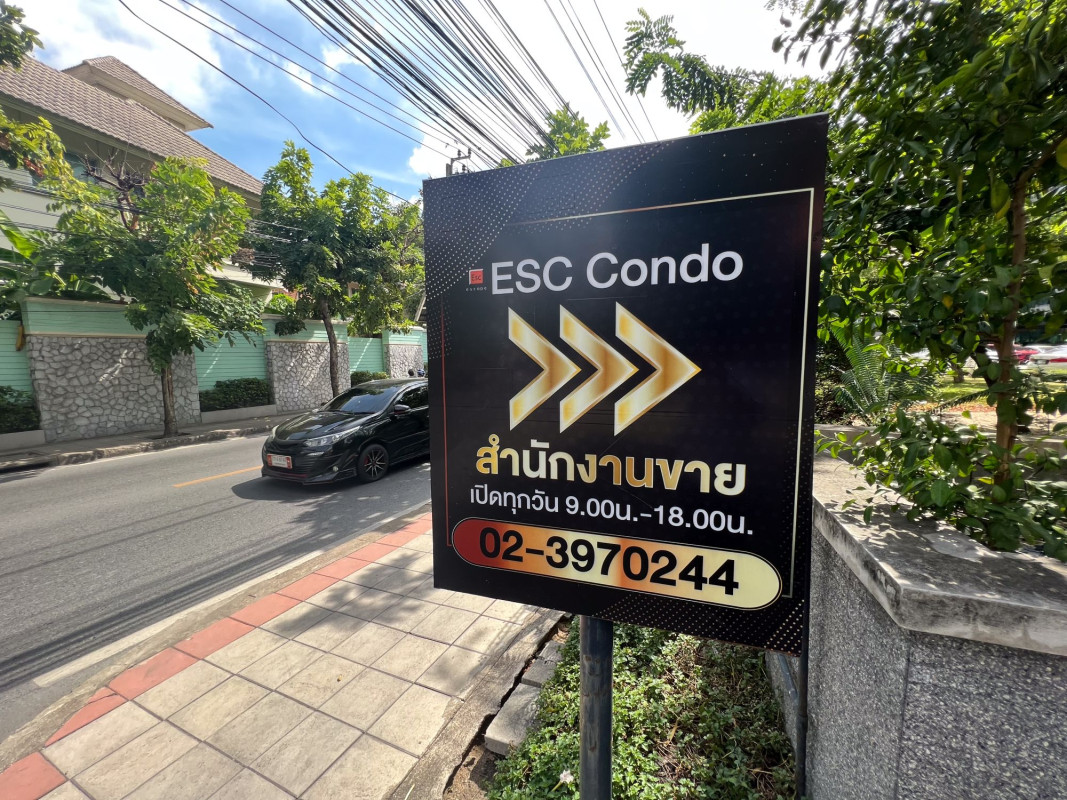 ESC Condo
สำนักงานขาย
เปิดทุกวัน 9.00น.-18.00น.
02-3970244